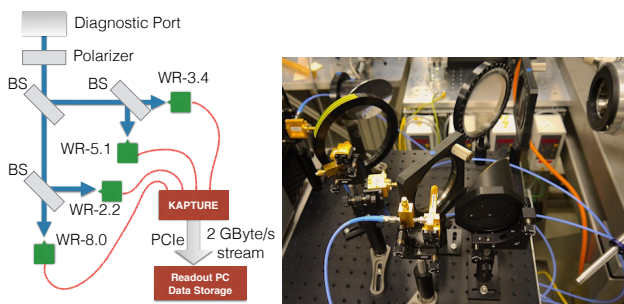 Diagnostic Port
Polarizer
BS
BS
WR-3.4
WR-5.1
BS
WR-2.2
KAPTURE
WR-8.0
PCIe
2 GByte/s
stream
Readout PC
Data Storage